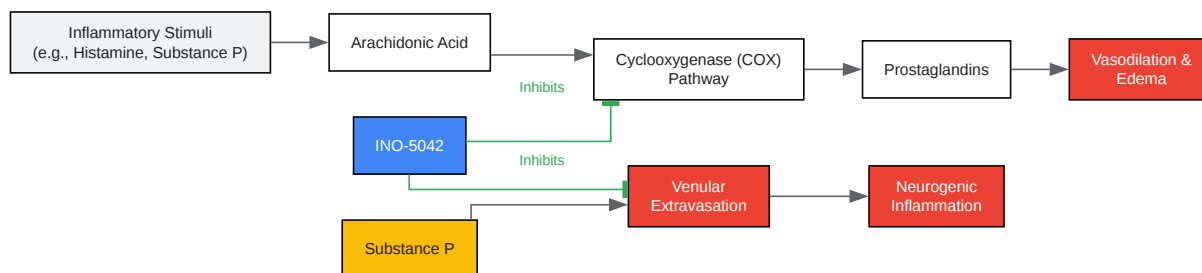 Inflammatory Stimuli
(e.g., Histamine, Substance P)
Arachidonic Acid
Cyclooxygenase (COX)
Pathway
Prostaglandins
Vasodilation &
Edema
Inhibits
INO-5042
Inhibits
Venular
Extravasation
Neurogenic
Inflammation
Substance P